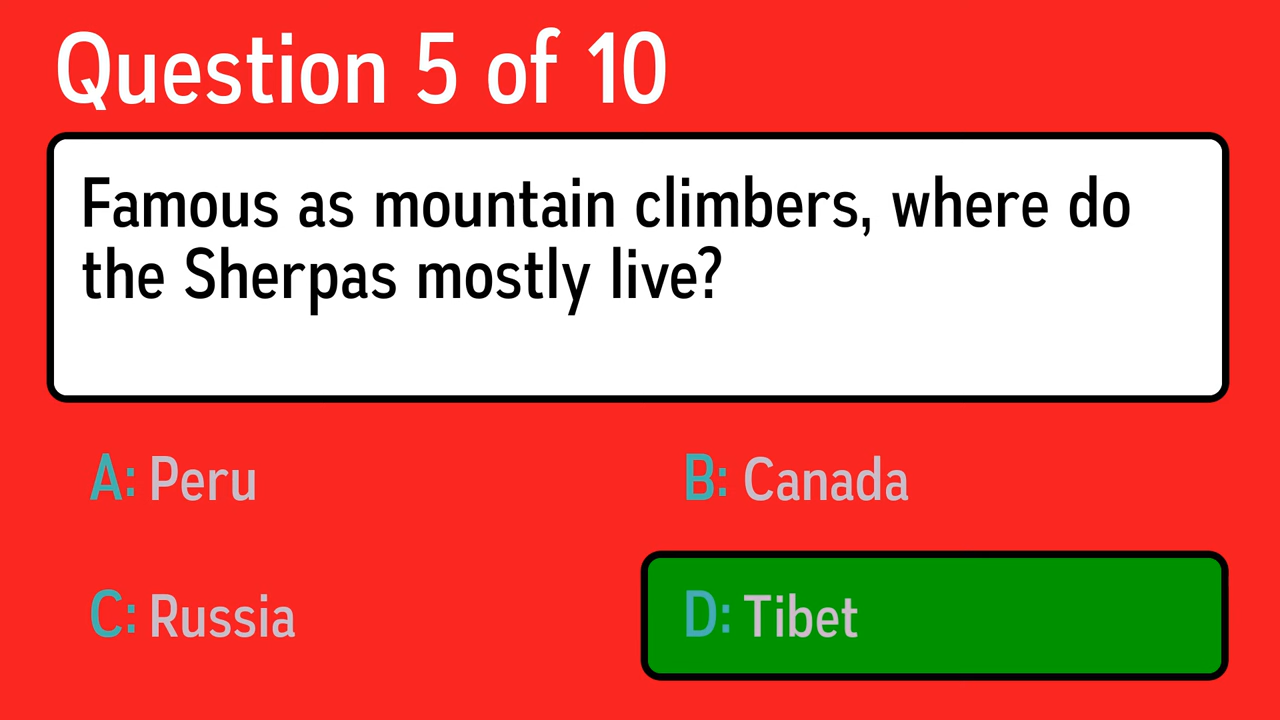 Question 5 of 10
Famous as mountain climbers, where do
the Sherpas mostly live?
A: Peru
B: Canada
C: Russia
D: Tibet